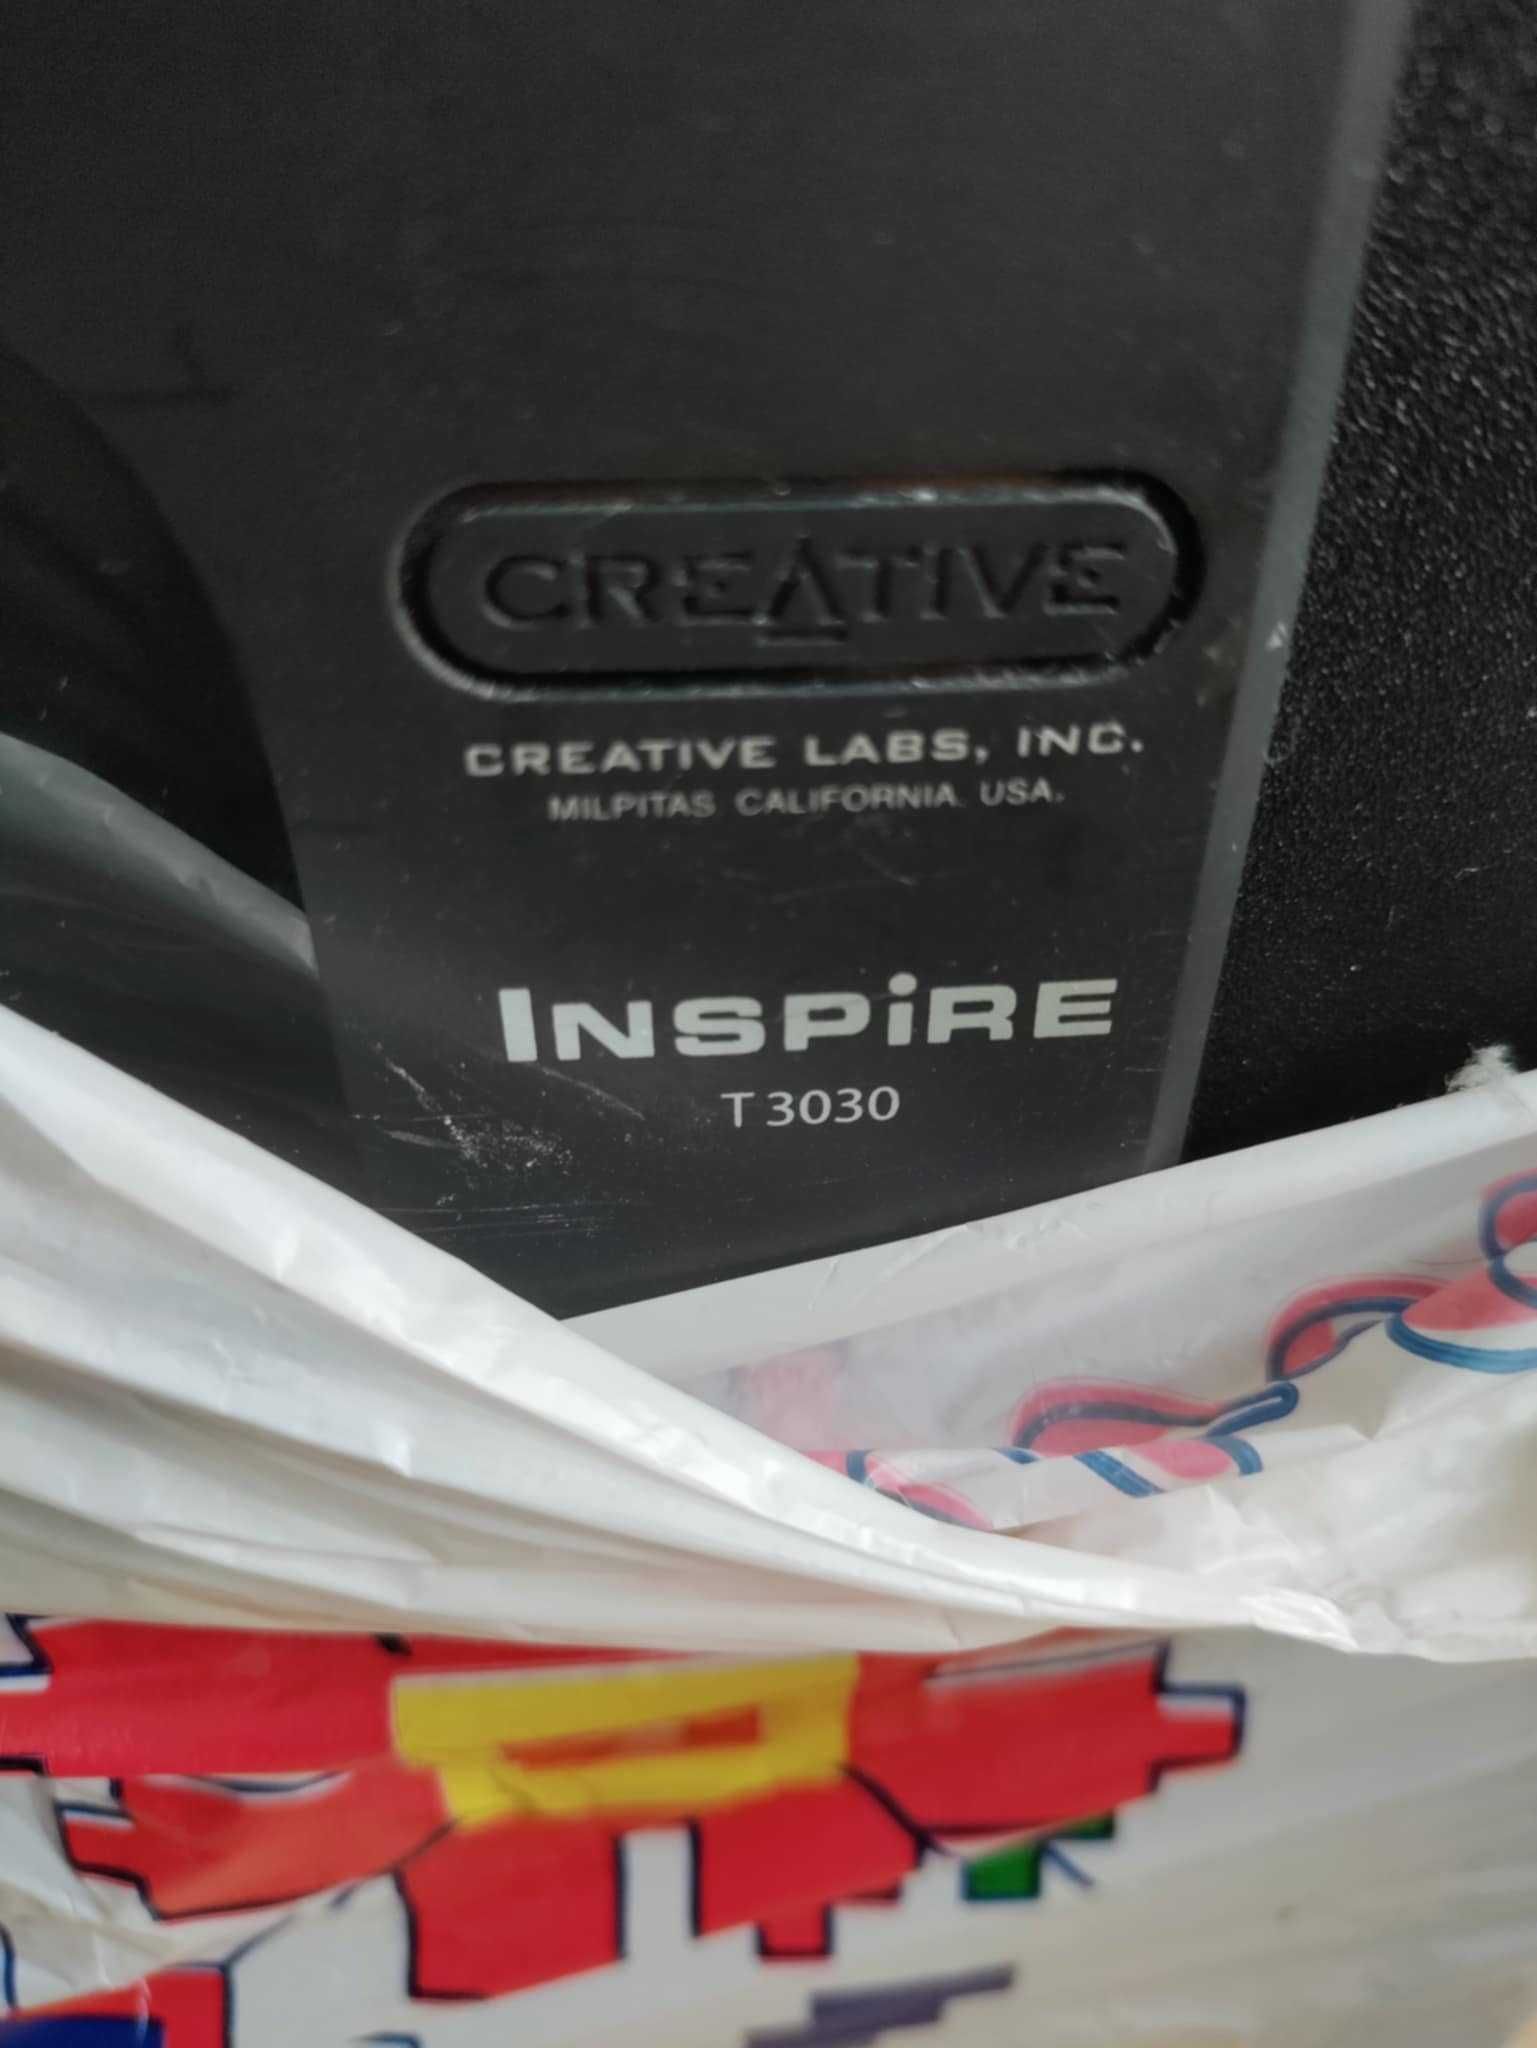 CREATIVE
CREATIVE LABS, INC.
MILPITAS CALIFORNIA USA.
INSPiRE
T3030